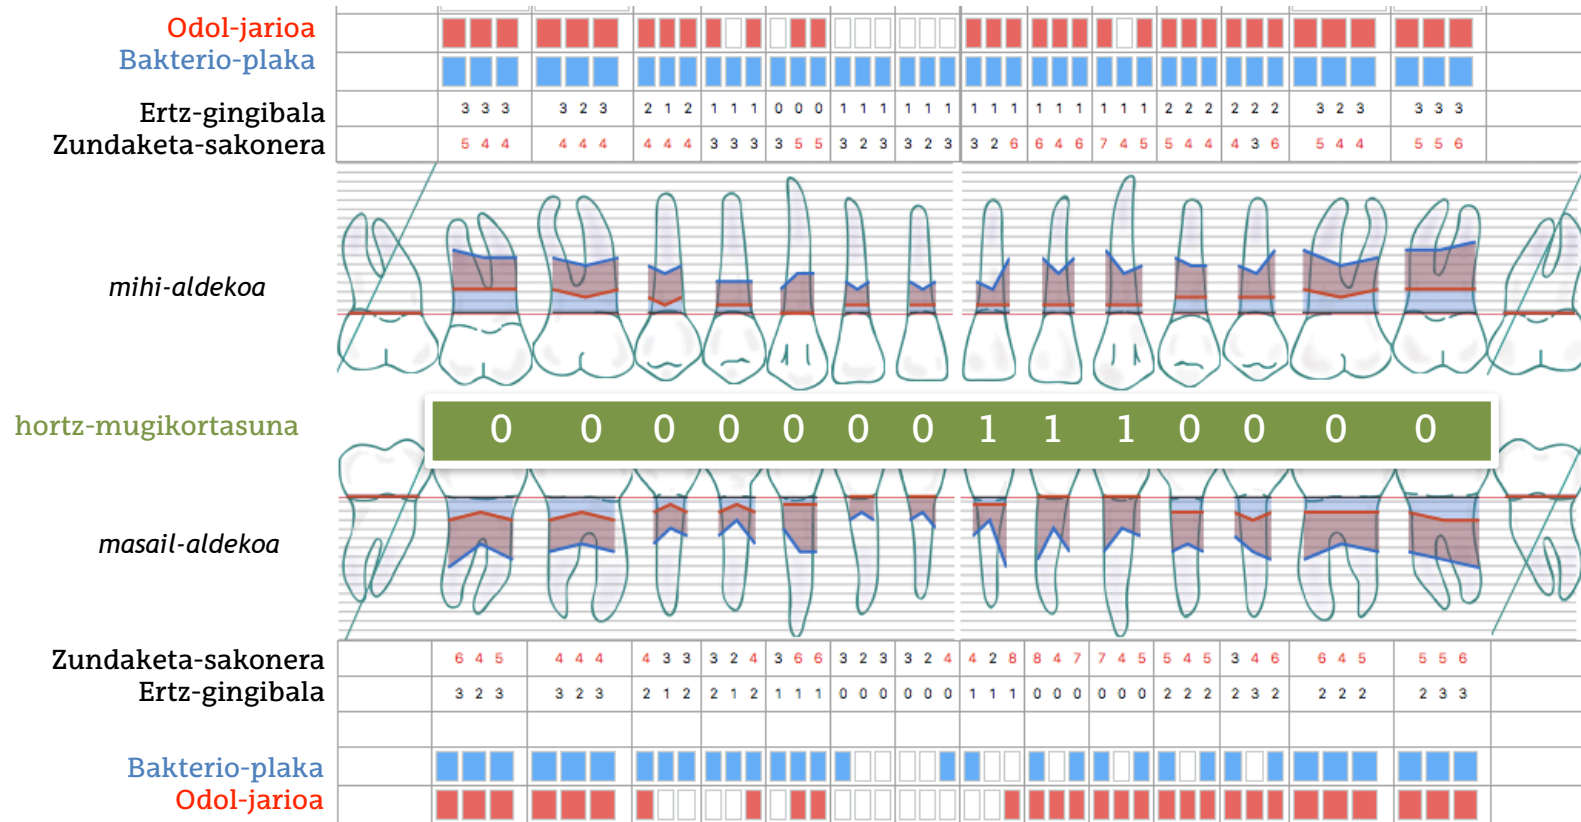 Odol-jarioa
Bakterio-plaka
Ertz-gingibala 3 3 3 3 2 3 2 1 2 1 1 1 0 0 0 1 1 1 1 1 1 1 1 1 1 1 1 1 1 1 2 2 2 2 2 2 3 2 3 3 3 3
Zundaketa-sakonera 5 4 4 4 4 4 4 4 4 3 3 3 3 5 5 3 2 3 3 2 3 3 2 6 6 4 6 7 4 5 5 4 4 4 3 6 5 4 4 5 5 6
mihi-aldekoa
hortz-mugikortasuna 0 0 0 0 0 0 0 1 1 1 0 0 0 0
masail-aldekoa
Zundaketa-sakonera 6 4 5 4 4 4 4 3 3 3 2 4 3 6 6 3 2 3 3 2 4 4 2 8 8 4 7 7 4 5 5 4 5 3 4 6 6 4 5 5 5 6
Ertz-gingibala 3 2 3 3 2 3 2 1 2 2 1 2 1 1 1 0 0 0 0 0 0 1 1 1 0 0 0 0 0 0 2 2 2 2 3 2 2 2 2 2 3 3
Bakterio-plaka
Odol-jarioa